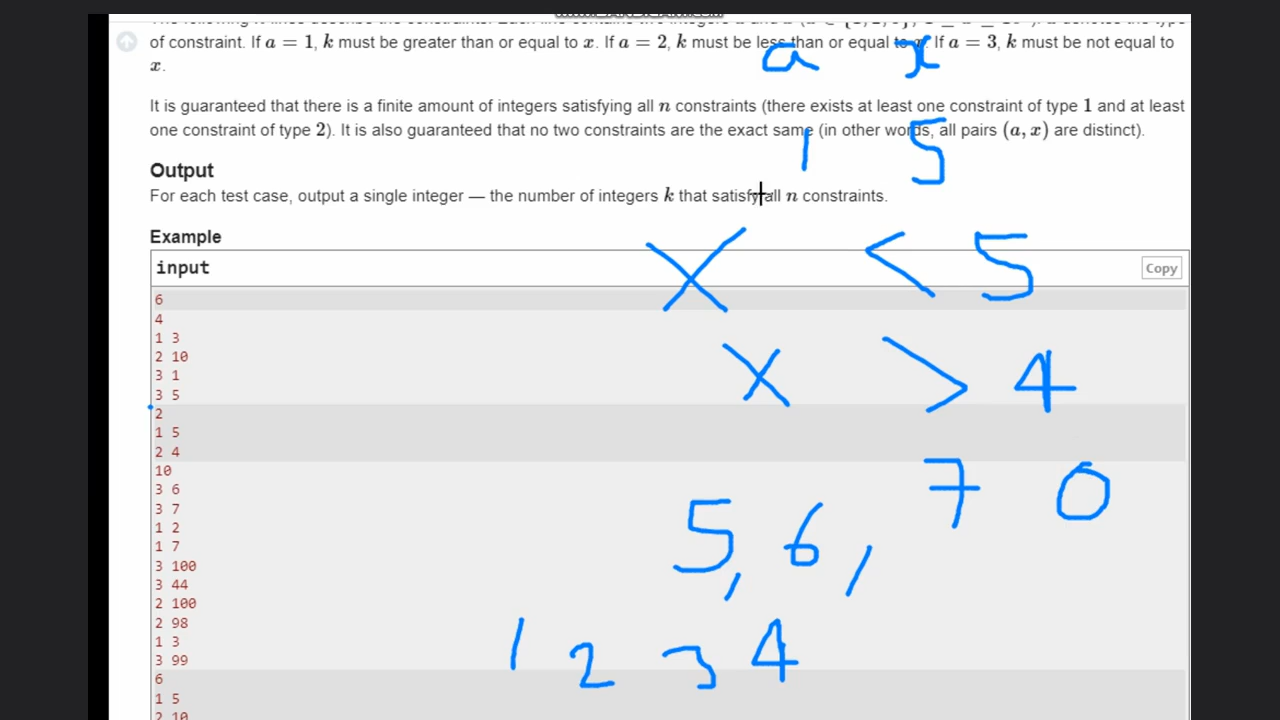 of constraint. If a = 1, k must be greater than or equal to x. If a = 2, k must be less than or equal to x. If a = 3, k must be not equal to
x.
a x
It is guaranteed that there is a finite amount of integers satisfying all n constraints (there exists at least one constraint of type 1 and at least
one constraint of type 2). It is also guaranteed that no two constraints are the exact same (in other words, all pairs (a, x) are distinct).
1 5
Output
For each test case, output a single integer — the number of integers k that satisfy all n constraints.
Example
input
Copy
x < 5
x > 4
7 0
5, 6,
1 2 3 4
6
4
1 3
2 10
3 1
3 5
2
1 5
2 4
10
3 6
3 7
1 2
1 7
3 100
3 44
2 100
2 98
1 3
3 99
6
1 5
2 10